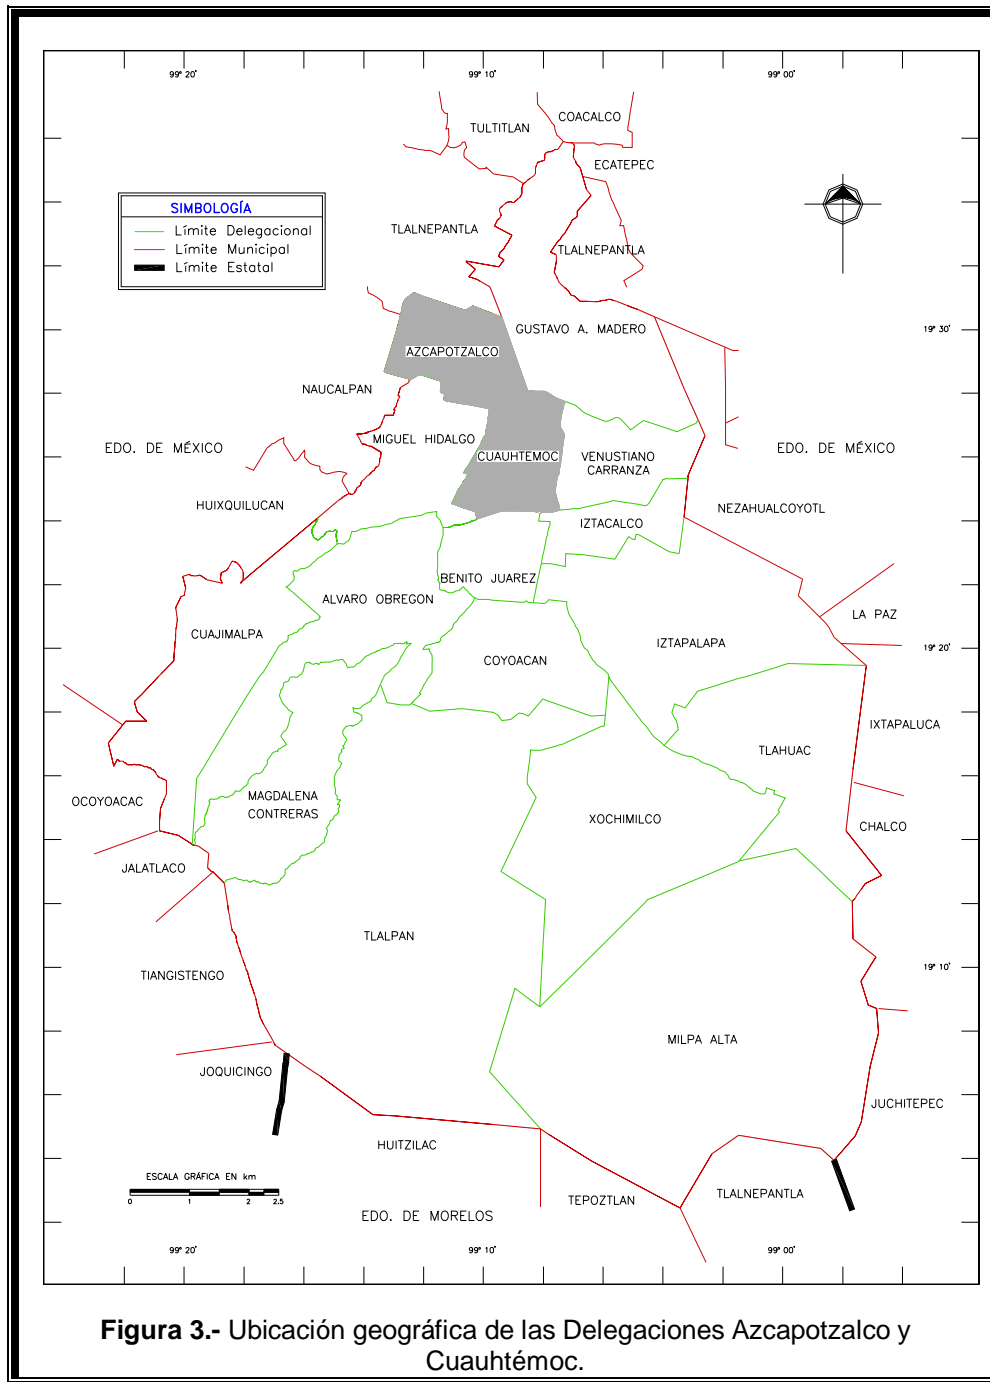 99° 20'
99° 10'
99° 00'
COACALCO
TULTITLAN
ECATEPEC
SIMBOLOGÍA
Límite Delegacional
Límite Municipal
Límite Estatal
TLALNEPANTLA
TLALNEPANTLA
GUSTAVO A. MADERO
19° 30'
AZCAPOTZALCO
NAUCALPAN
MIGUEL HIDALGO
EDO. DE MÉXICO
EDO. DE MÉXICO
CUAUHTEMOC
VENUSTIANO
CARRANZA
HUIXQUILUCAN
NEZAHUALCOYOTL
IZTACALCO
BENITO JUAREZ
ALVARO OBREGON
LA PAZ
CUAJIMALPA
IZTAPALAPA
19° 20'
COYOACAN
IXTAPALUCA
TLAHUAC
OCOYOACAC
MAGDALENA
CONTRERAS
XOCHIMILCO
CHALCO
JALATLACO
TLALPAN
TIANGISTENGO
19° 10'
MILPA ALTA
JOQUICINGO
JUCHITEPEC
HUITZILAC
ESCALA GRÁFICA EN km
0 1 2 2.5
TLALNEPANTLA
TEPOZTLAN
EDO. DE MORELOS
99° 20'
99° 10'
99° 00'
Figura 3.- Ubicación geográfica de las Delegaciones Azcapotzalco y
Cuauhtémoc.